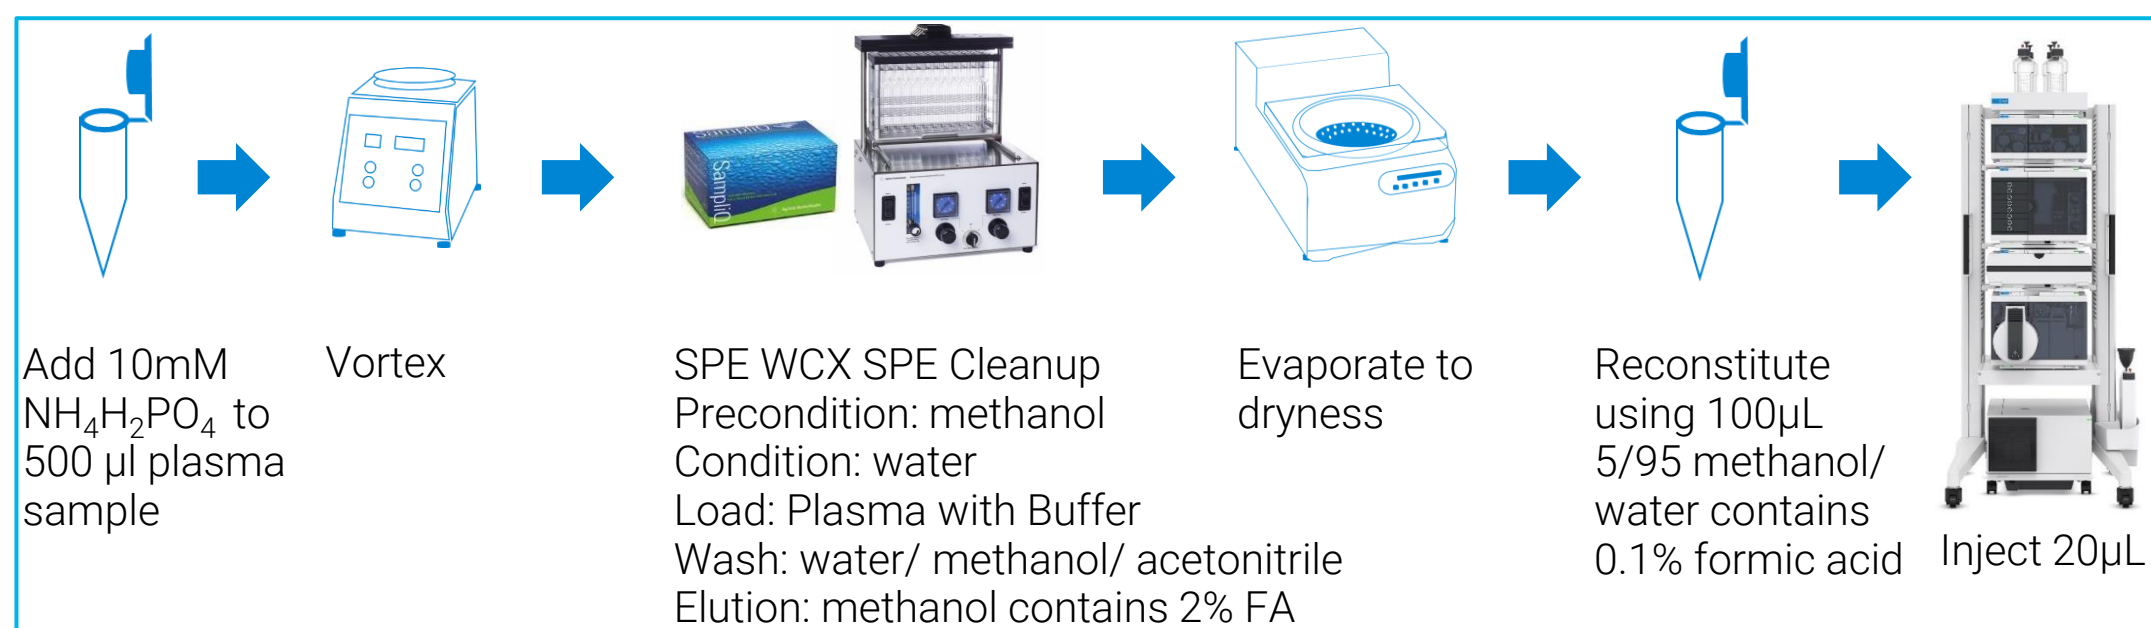 Add 10mM
NH₄H₂PO₄ to
500 µl plasma
sample
Vortex
SampliQ
SampliQ
SPE WCX SPE Cleanup
Precondition: methanol
Condition: water
Load: Plasma with Buffer
Wash: water/ methanol/ acetonitrile
Elution: methanol contains 2% FA
Evaporate to
dryness
Reconstitute
using 100µL
5/95 methanol/
water contains
0.1% formic acid
Inject 20µL